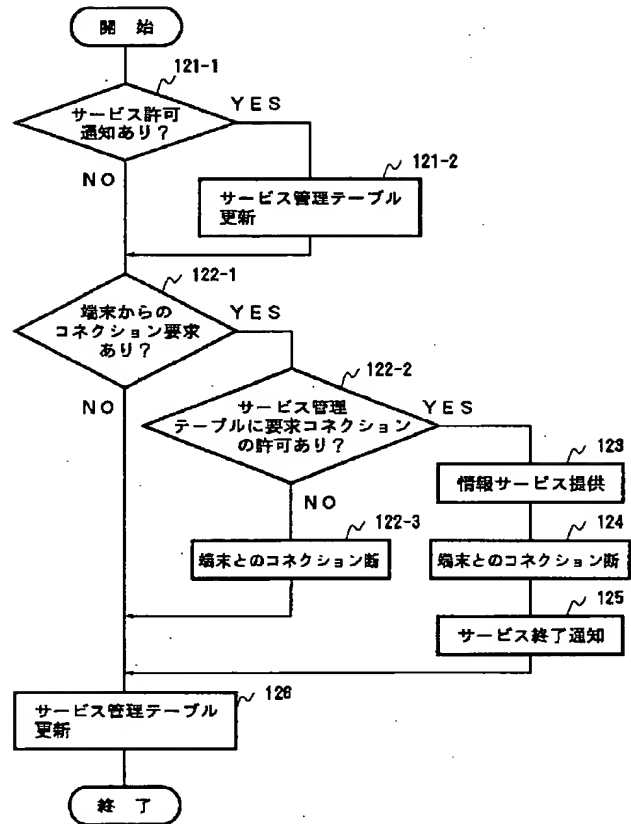 開 始
121-1
サービス許可
通知あり？
YES
NO
121-2
サービス管理テーブル
更新
122-1
端末からの
コネクション要求
あり？
YES
NO
122-2
サービス管理
テーブルに要求コネクション
の許可あり？
YES
NO
123
情報サービス提供
122-3
端末とのコネクション断
124
端末とのコネクション断
125
サービス終了通知
126
サービス管理テーブル
更新
終 了